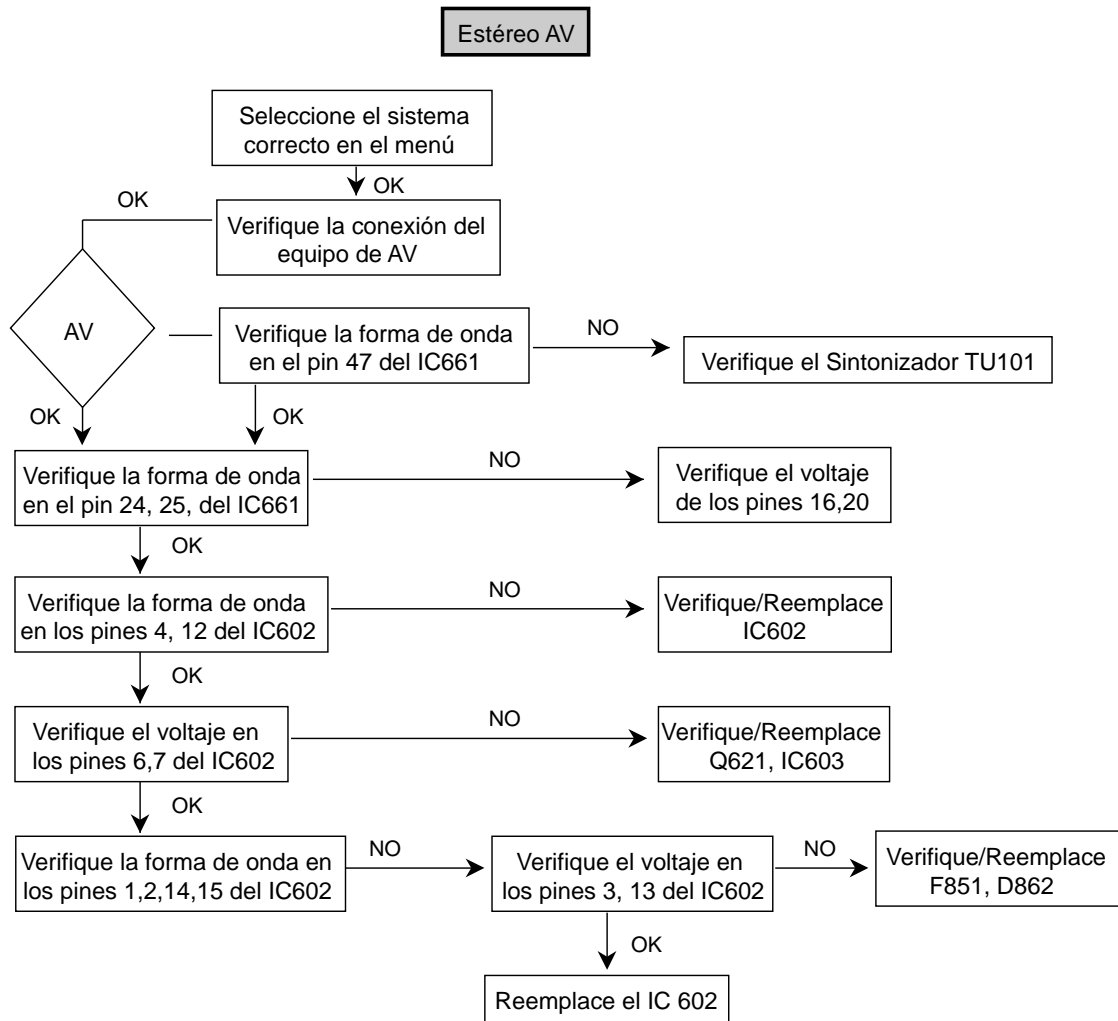 Estéreo AV
Seleccione el sistema
correcto en el menú
OK
OK
Verifique la conexión del
equipo de AV
AV
Verifique la forma de onda
en el pin 47 del IC661
NO
Verifique el Sintonizador TU101
OK
OK
Verifique la forma de onda
en el pin 24, 25, del IC661
NO
Verifique el voltaje
de los pines 16,20
OK
Verifique la forma de onda
en los pines 4, 12 del IC602
NO
Verifique/Reemplace
IC602
OK
Verifique el voltaje en
los pines 6,7 del IC602
NO
Verifique/Reemplace
Q621, IC603
OK
Verifique la forma de onda en
los pines 1,2,14,15 del IC602
NO
Verifique el voltaje en
los pines 3, 13 del IC602
NO
Verifique/Reemplace
F851, D862
OK
Reemplace el IC 602